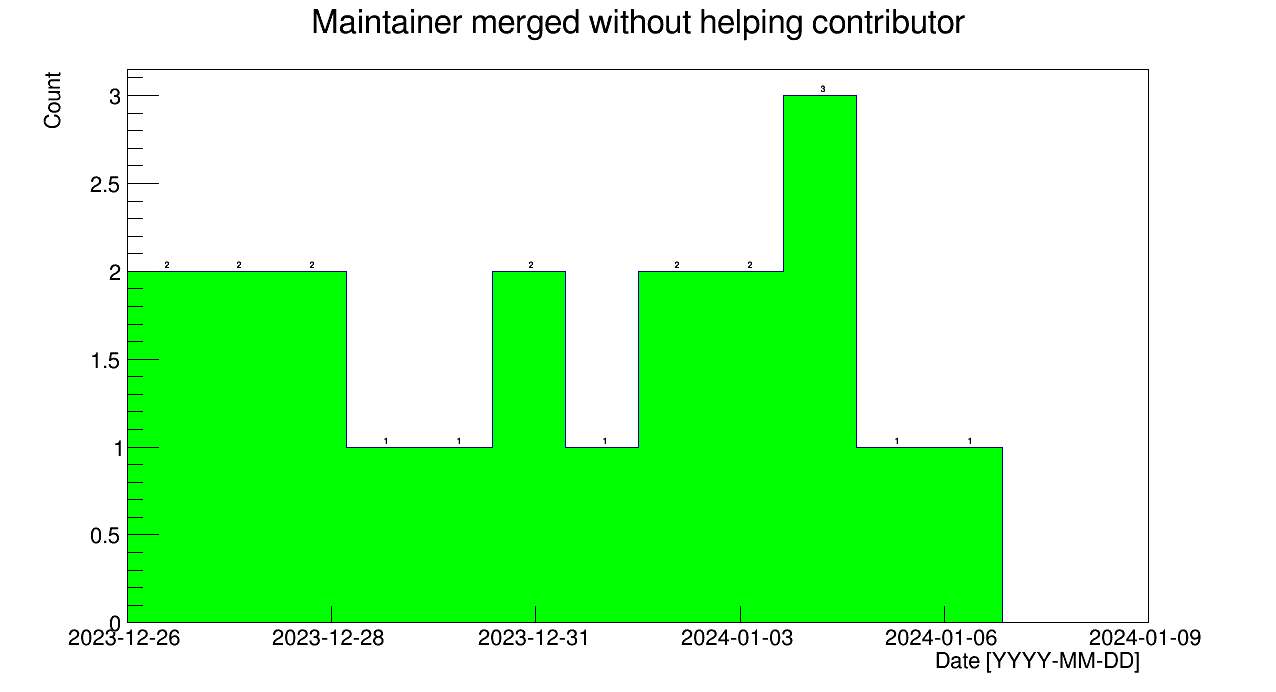 Maintainer merged without helping contributor
Count
3
2.5
2
1.5
1
0.5
0
2 2 2 1 1 2 1 2 2 3 1 1
2023-12-26 2023-12-28 2023-12-31 2024-01-03 2024-01-06 2024-01-09
Date [YYYY-MM-DD]